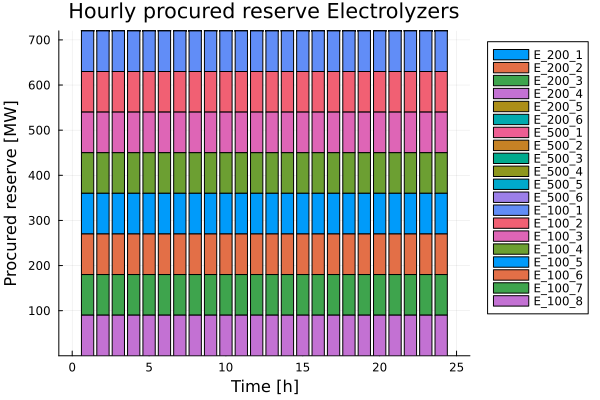 Hourly procured reserve Electrolyzers
Procured reserve [MW]
700
600
500
400
300
200
100
0 5 10 15 20 25
Time [h]
E_200_1
E_200_2
E_200_3
E_200_4
E_200_5
E_200_6
E_500_1
E_500_2
E_500_3
E_500_4
E_500_5
E_500_6
E_100_1
E_100_2
E_100_3
E_100_4
E_100_5
E_100_6
E_100_7
E_100_8